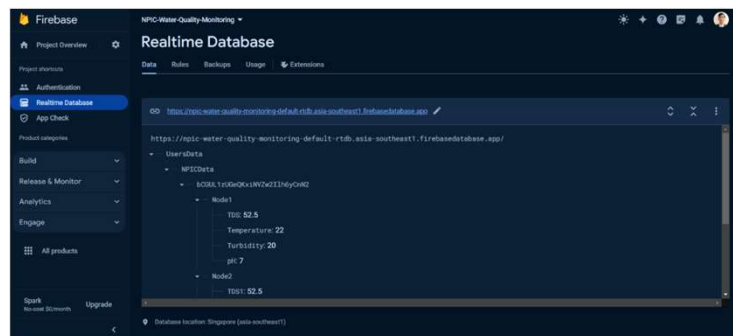 Firebase
NPIC-Water-Quality-Monitoring
Project Overview
Realtime Database
Data Rules Backups Usage Extensions
Project shortcuts
Authentication
Realtime Database
App Check
Product categories
Build
Release & Monitor
Analytics
Engage
All products
Spark
No-cost $0/month
Upgrade
https://npic-water-quality-monitoring-default-rtdb.asia-southeast1.firebasedatabase.app
https://npic-water-quality-monitoring-default-rtdb.asia-southeast1.firebasedatabase.app/
UsersData
NPICData
Node1
TDS: 52.5
Temperature: 22
Turbidity: 20
pH: 7
Node2
TDS1: 52.5
Database location: Singapore (asia-southeast1)